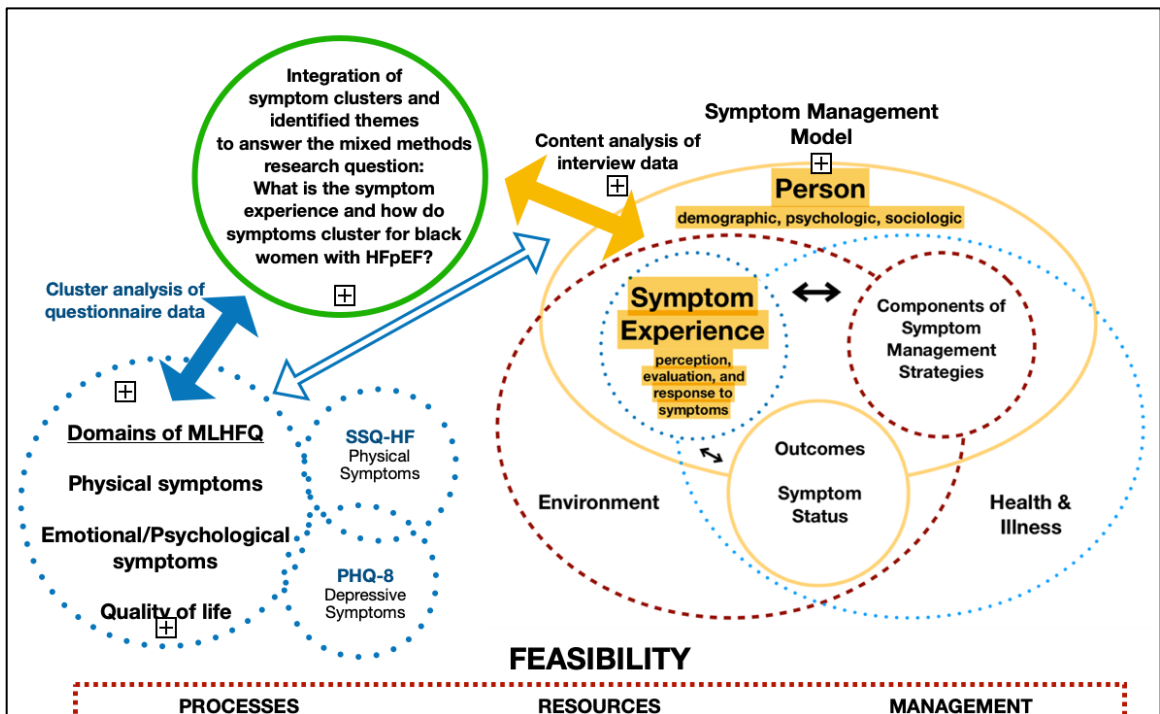 Integration of
symptom clusters and
identified themes
to answer the mixed methods
research question:
What is the symptom
experience and how do
symptoms cluster for black
women with HFpEF?
Content analysis of
interview data
Symptom Management
Model
Person
demographic, psychologic, sociologic
Cluster analysis of
questionnaire data
Symptom
Experience
perception,
evaluation, and
response to
symptoms
Components of
Symptom
Management
Strategies
Domains of MLHFQ
Physical symptoms
Emotional/Psychological
symptoms
Quality of life
SSQ-HF
Physical
Symptoms
PHQ-8
Depressive
Symptoms
Environment
Outcomes
Symptom
Status
Health &
Illness
FEASIBILITY
PROCESSES
RESOURCES
MANAGEMENT